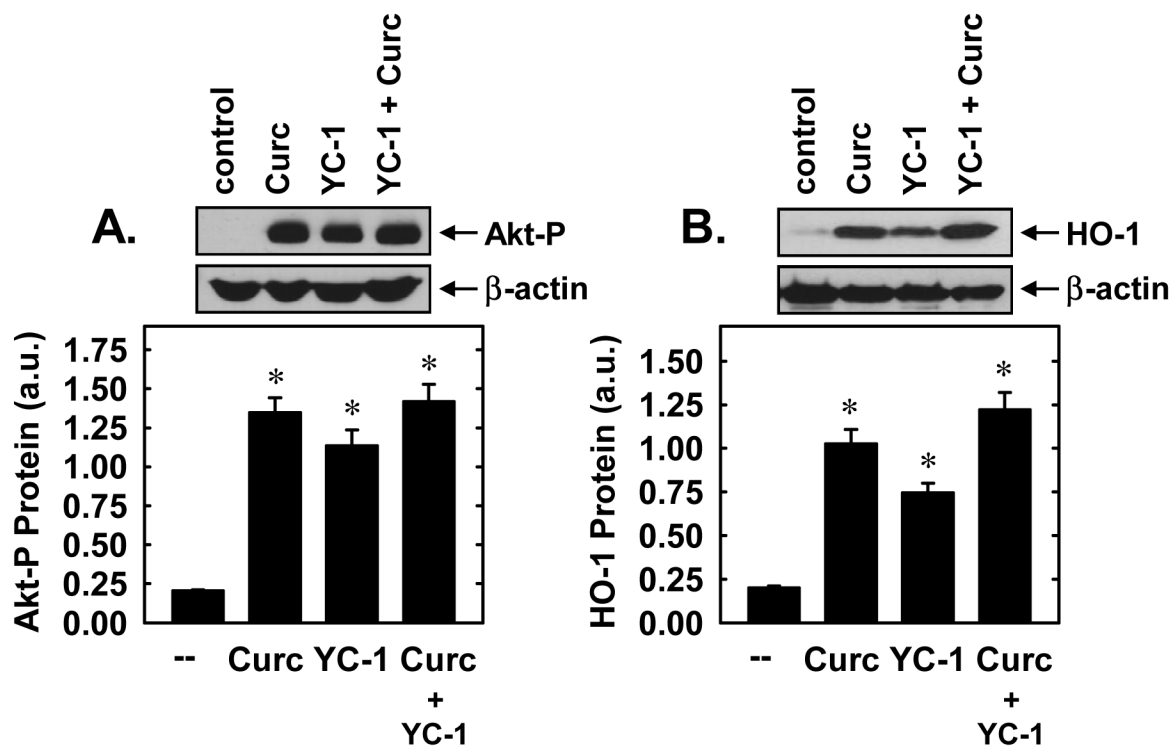 control
Curc
YC-1
YC-1 + Curc
A.
Akt-P
β-actin
Akt-P Protein (a.u.)
1.75
1.50
1.25
1.00
0.75
0.50
0.25
0.00
*
*
*
--
Curc
YC-1
Curc
+
YC-1
control
Curc
YC-1
YC-1 + Curc
B.
HO-1
β-actin
HO-1 Protein (a.u.)
1.50
1.25
1.00
0.75
0.50
0.25
0.00
*
*
*
--
Curc
YC-1
Curc
+
YC-1